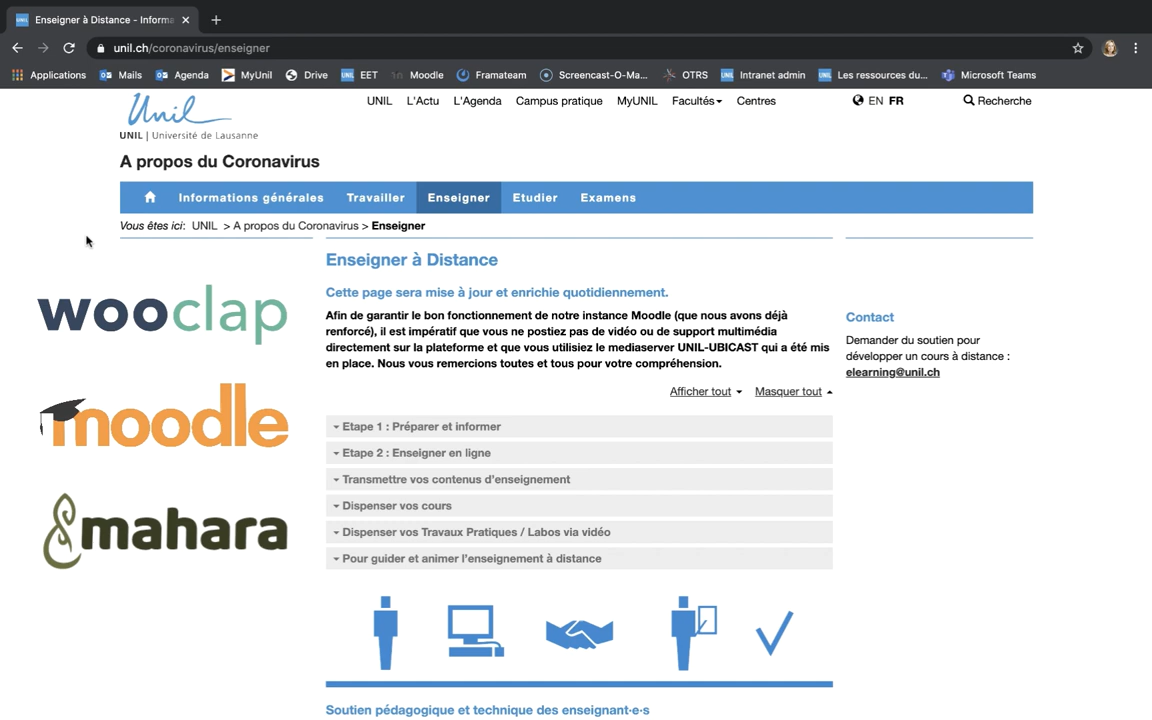 Enseigner à Distance - Informa
unil.ch/coronavirus/enseigner
Applications Mails Agenda MyUnil Drive EET Moodle Framateam Screencast-O-Ma... OTRS Intranet admin Les ressources du... Microsoft Teams
Unil
UNIL | Université de Lausanne
UNIL L'Actu L'Agenda Campus pratique MyUNIL Facultés Centres EN FR Recherche
A propos du Coronavirus
Informations générales Travailler Enseigner Etudier Examens
Vous êtes ici: UNIL > A propos du Coronavirus > Enseigner
wooclap
moodle
mahara
Enseigner à Distance
Cette page sera mise à jour et enrichie quotidiennement.
Afin de garantir le bon fonctionnement de notre instance Moodle (que nous avons déjà
renforcé), il est impératif que vous ne postiez pas de vidéo ou de support multimédia
directement sur la plateforme et que vous utilisiez le mediaserver UNIL-UBICAST qui a été mis
en place. Nous vous remercions toutes et tous pour votre compréhension.
Afficher tout Masquer tout
Etape 1 : Préparer et informer
Etape 2 : Enseigner en ligne
Transmettre vos contenus d'enseignement
Dispenser vos cours
Dispenser vos Travaux Pratiques / Labos via vidéo
Pour guider et animer l'enseignement à distance
Soutien pédagogique et technique des enseignant·e·s
Contact
Demander du soutien pour
développer un cours à distance :
elearning@unil.ch